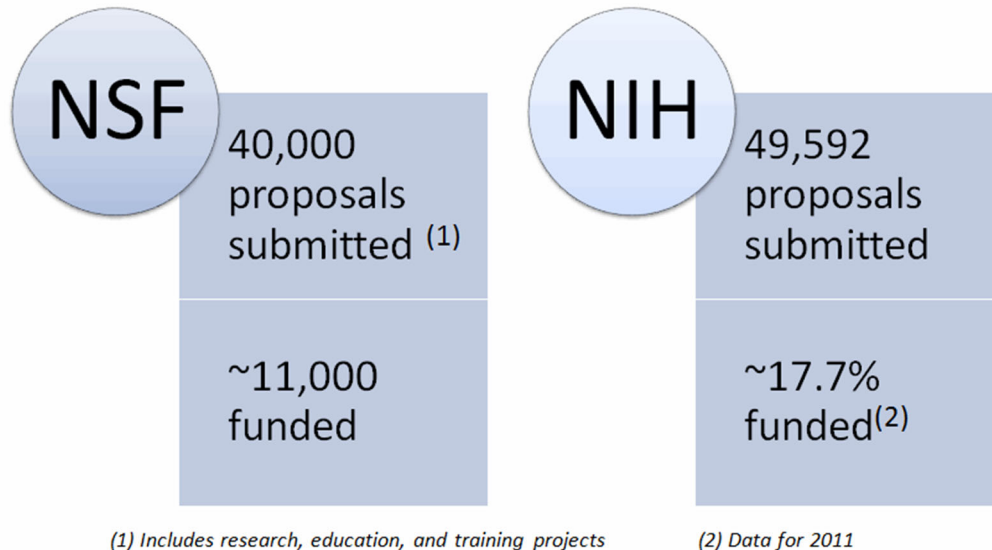 NSF
40,000
proposals
submitted (1)
~11,000
funded
NIH
49,592
proposals
submitted
~17.7%
funded(2)
(1) Includes research, education, and training projects
(2) Data for 2011